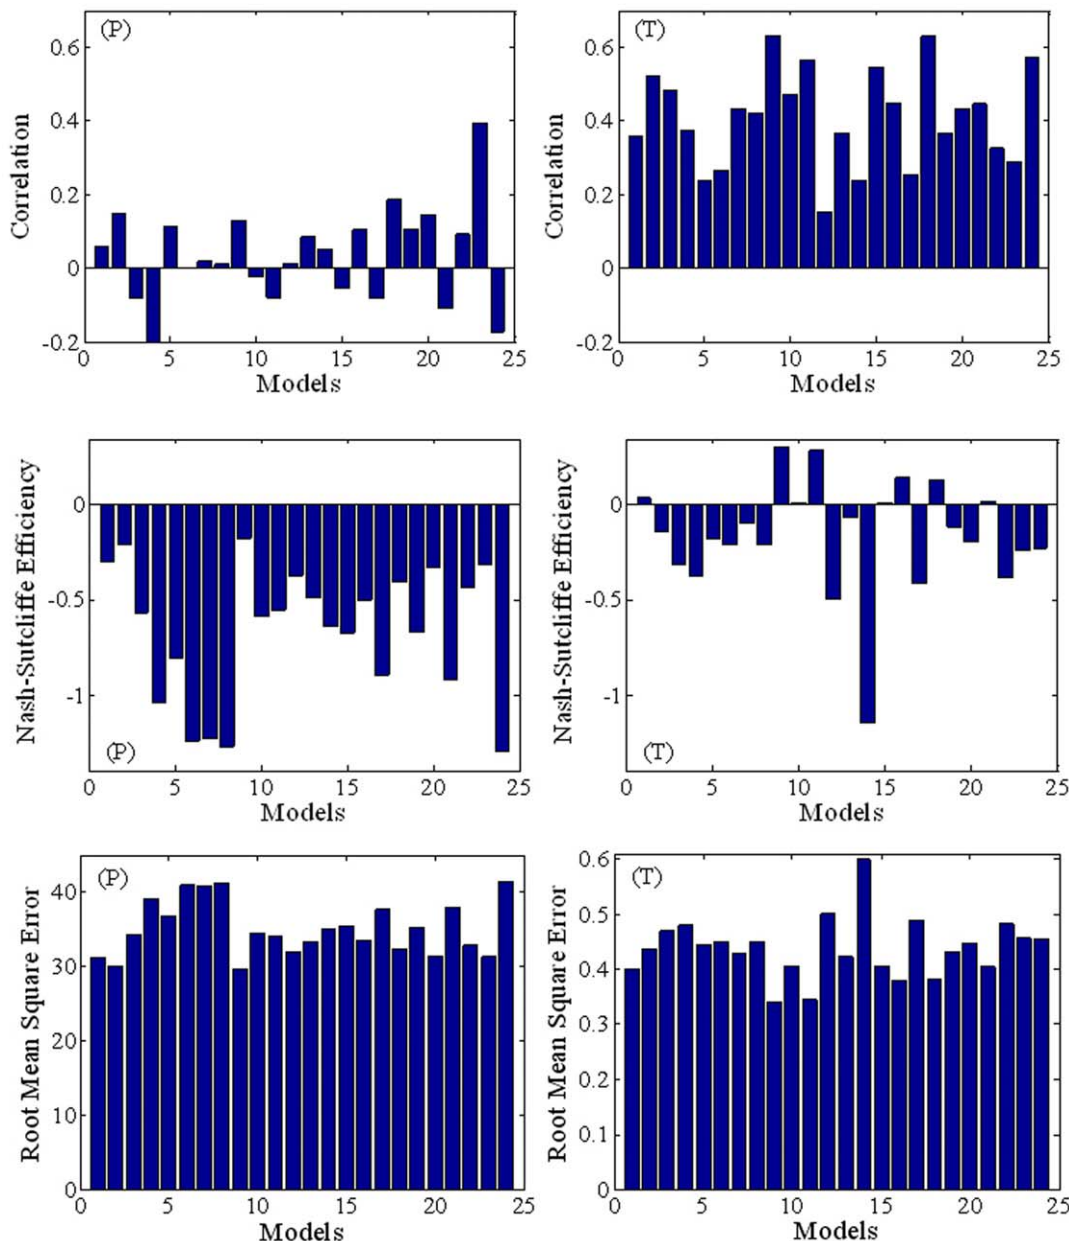 (P)
Correlation
0.6
0.4
0.2
0
-0.2
0 5 10 15 20 25
Models
(T)
Correlation
0.6
0.4
0.2
0
-0.2
0 5 10 15 20 25
Models
Nash-Sutcliffe Efficiency
0
-0.5
-1
(P)
0 5 10 15 20 25
Models
Nash-Sutcliffe Efficiency
0
-0.5
-1
(T)
0 5 10 15 20 25
Models
(P)
Root Mean Square Error
40
30
20
10
0
0 5 10 15 20 25
Models
(T)
Root Mean Square Error
0.6
0.5
0.4
0.3
0.2
0.1
0
0 5 10 15 20 25
Models